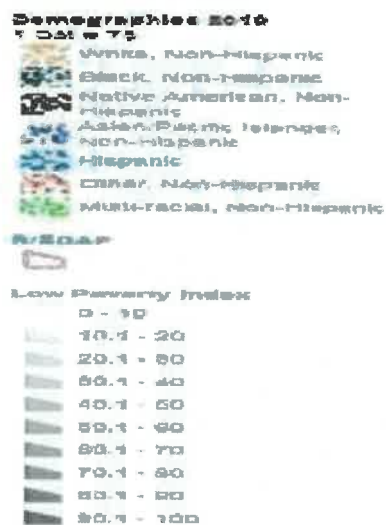 Demographics 2010
1 Dot = 75
White, Non-Hispanic
Black, Non-Hispanic
Native American, Non-
Hispanic
Asian/Pacific Islander,
Non-Hispanic
Hispanic
Other, Non-Hispanic
Multi-racial, Non-Hispanic
R/ECAP
Low Poverty Index
0 - 10
10.1 - 20
20.1 - 30
30.1 - 40
40.1 - 50
50.1 - 60
60.1 - 70
70.1 - 80
80.1 - 90
90.1 - 100